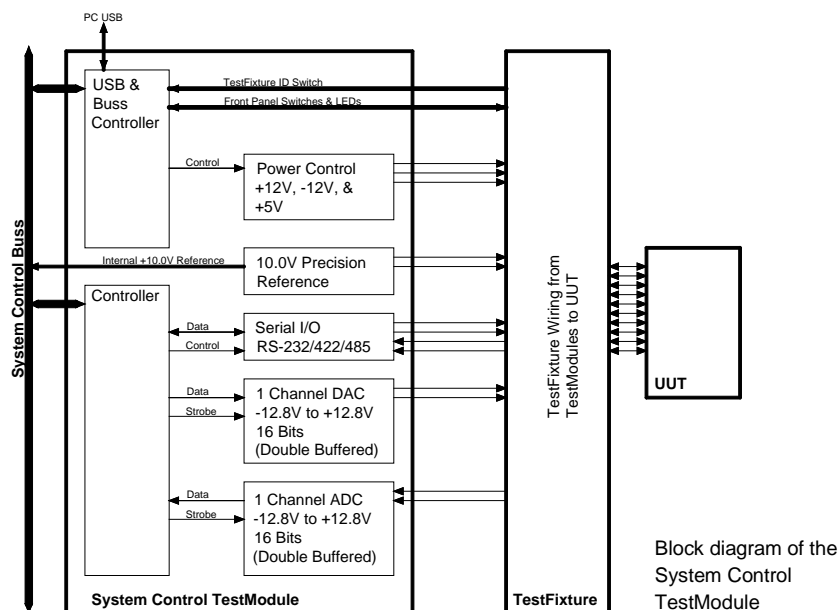 PC USB
USB &
Buss
Controller
TestFixture ID Switch
Front Panel Switches & LEDs
Control
Power Control
+12V, -12V, &
+5V
System Control Buss
Internal +10.0V Reference
10.0V Precision
Reference
Controller
Data
Control
Serial I/O
RS-232/422/485
Data
Strobe
1 Channel DAC
-12.8V to +12.8V
16 Bits
(Double Buffered)
Data
Strobe
1 Channel ADC
-12.8V to +12.8V
16 Bits
(Double Buffered)
System Control TestModule
TestFixture Wiring from
TestModules to UUT
TestFixture
UUT
Block diagram of the
System Control
TestModule